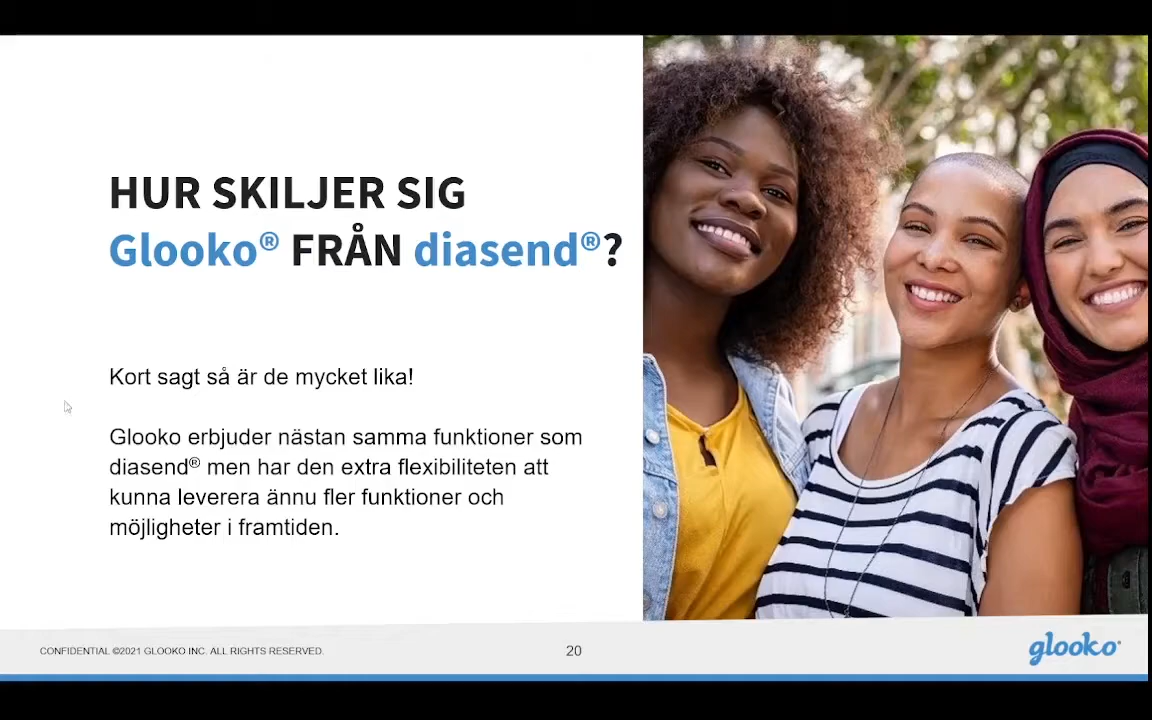 HUR SKILJER SIG
Glooko® FRÅN diasend®?
Kort sagt så är de mycket lika!
Glooko erbjuder nästan samma funktioner som
diasend® men har den extra flexibiliteten att
kunna leverera ännu fler funktioner och
möjligheter i framtiden.
CONFIDENTIAL ©2021 GLOOKO INC. ALL RIGHTS RESERVED.
20
glooko®